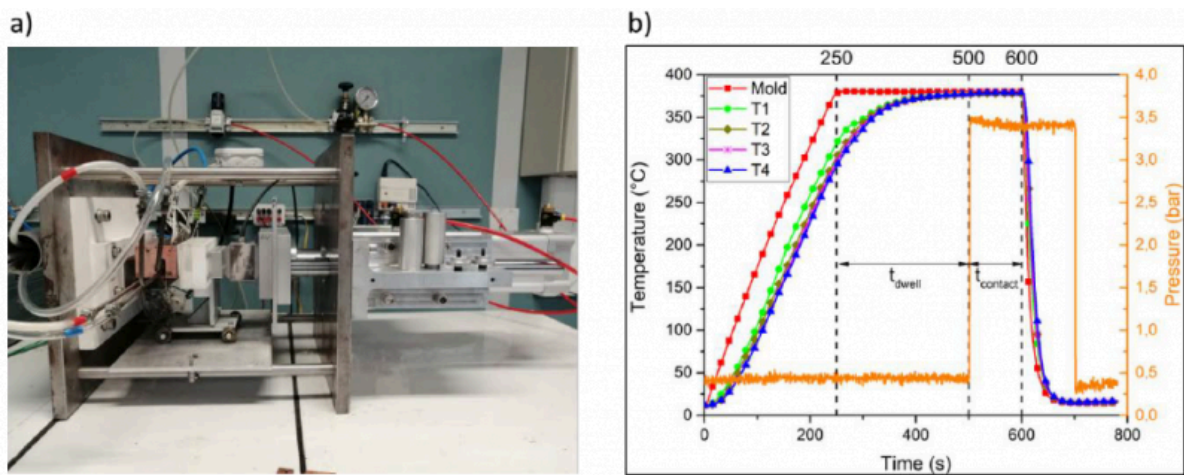 a)
b)
250
500
600
400
350
300
250
200
150
100
50
0
Temperature (°C)
Mold
T1
T2
T3
T4
t_dwell
t_contact
4,0
3,5
3,0
2,5
2,0
1,5
1,0
0,5
0,0
Pressure (bar)
0
200
400
600
800
Time (s)